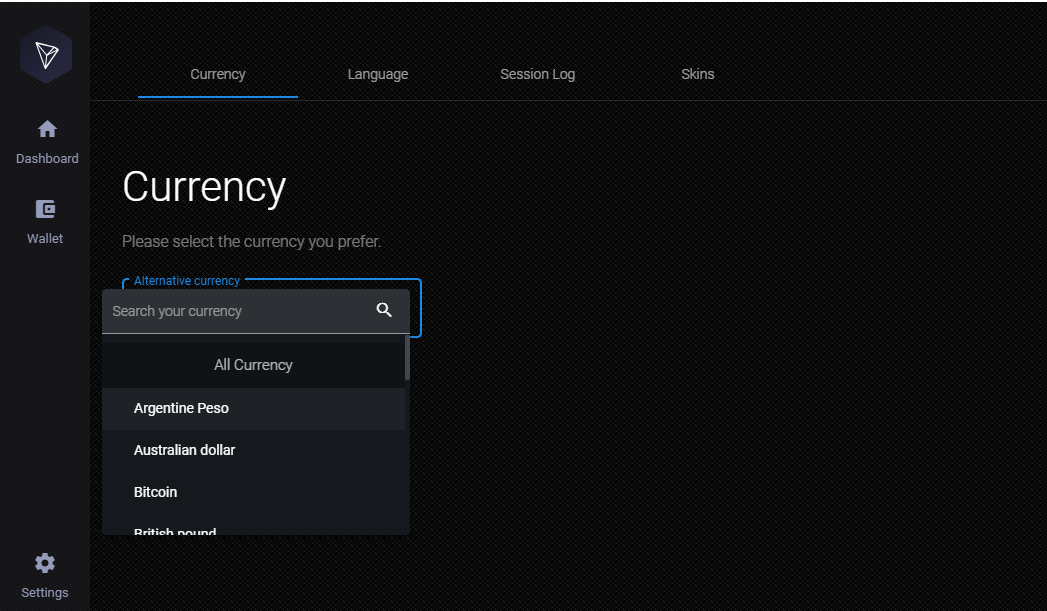 Currency
Language
Session Log
Skins
Dashboard
Wallet
Settings
Currency
Please select the currency you prefer.
Alternative currency
Search your currency
All Currency
Argentine Peso
Australian dollar
Bitcoin
British pound